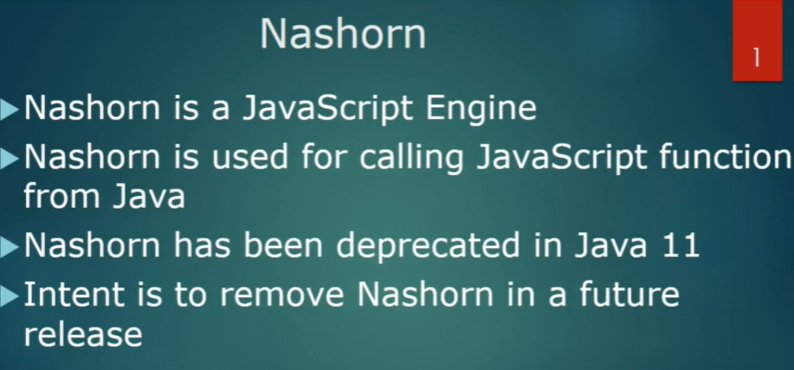 Nashorn
1
Nashorn is a JavaScript Engine
Nashorn is used for calling JavaScript function
from Java
Nashorn has been deprecated in Java 11
Intent is to remove Nashorn in a future
release